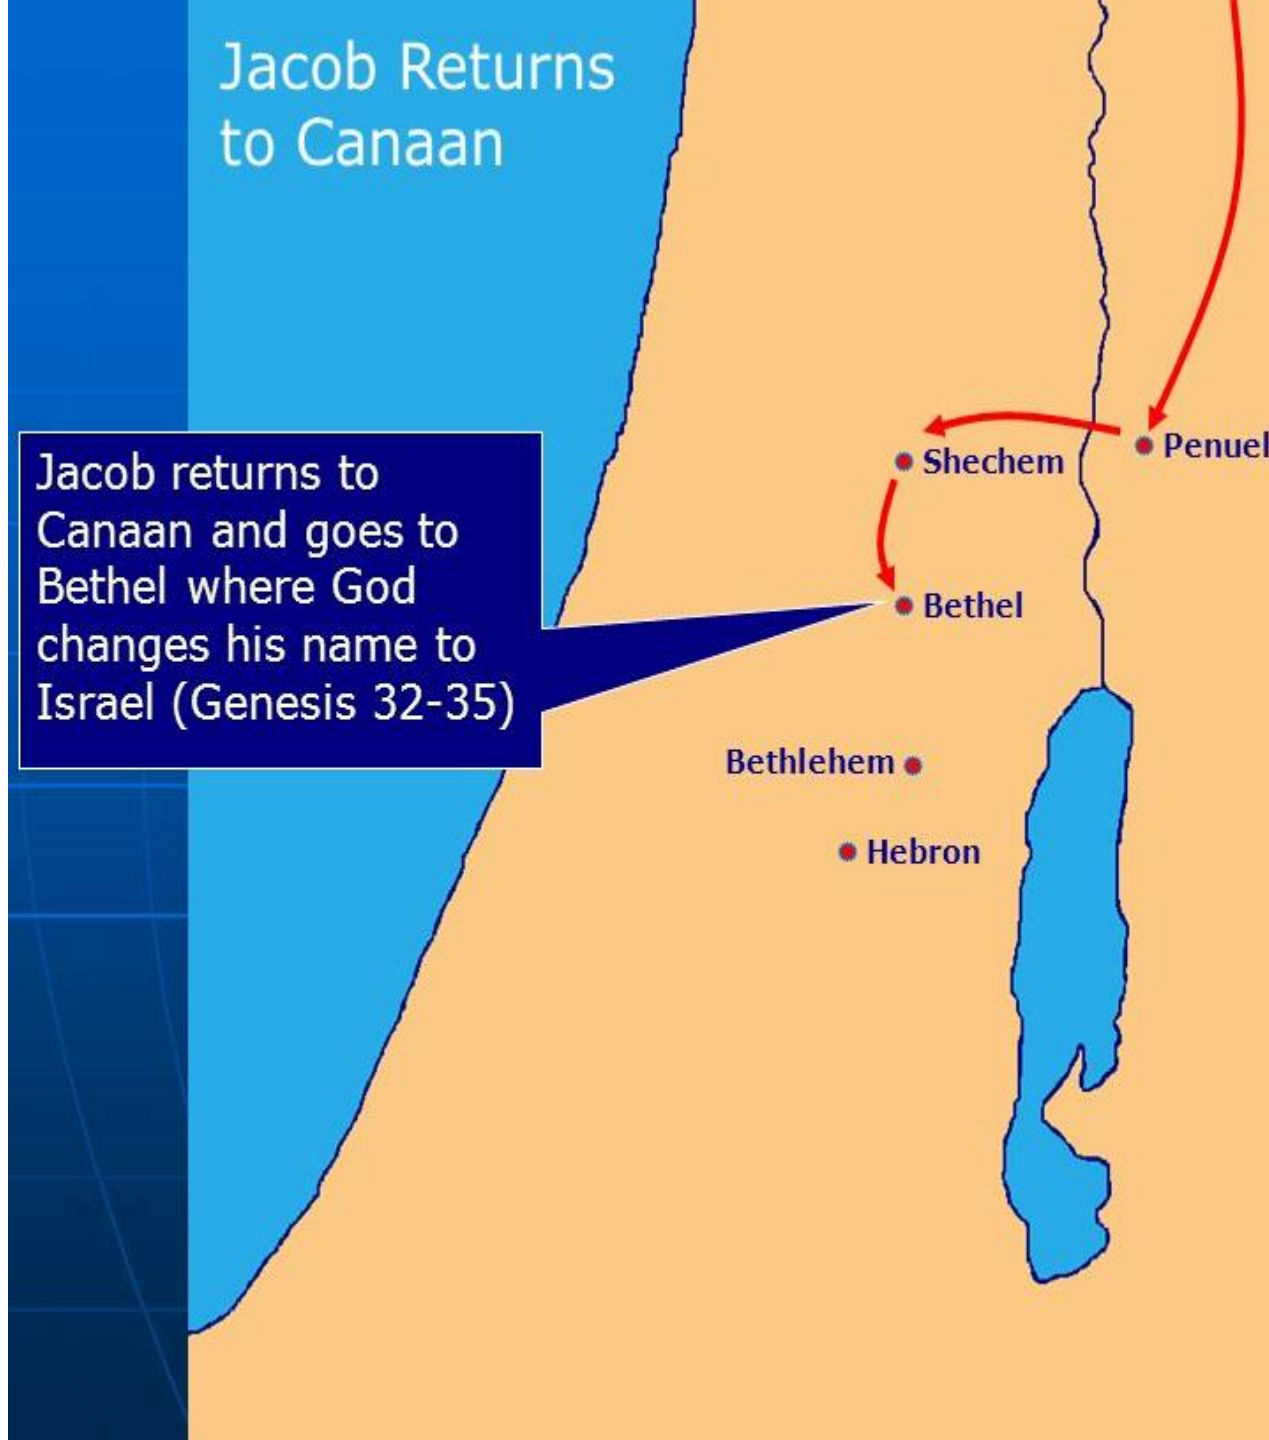 Jacob Returns
to Canaan
Penuel
Shechem
Jacob returns to
Canaan and goes to
Bethel where God
changes his name to
Israel (Genesis 32-35)
Bethel
Bethlehem
Hebron